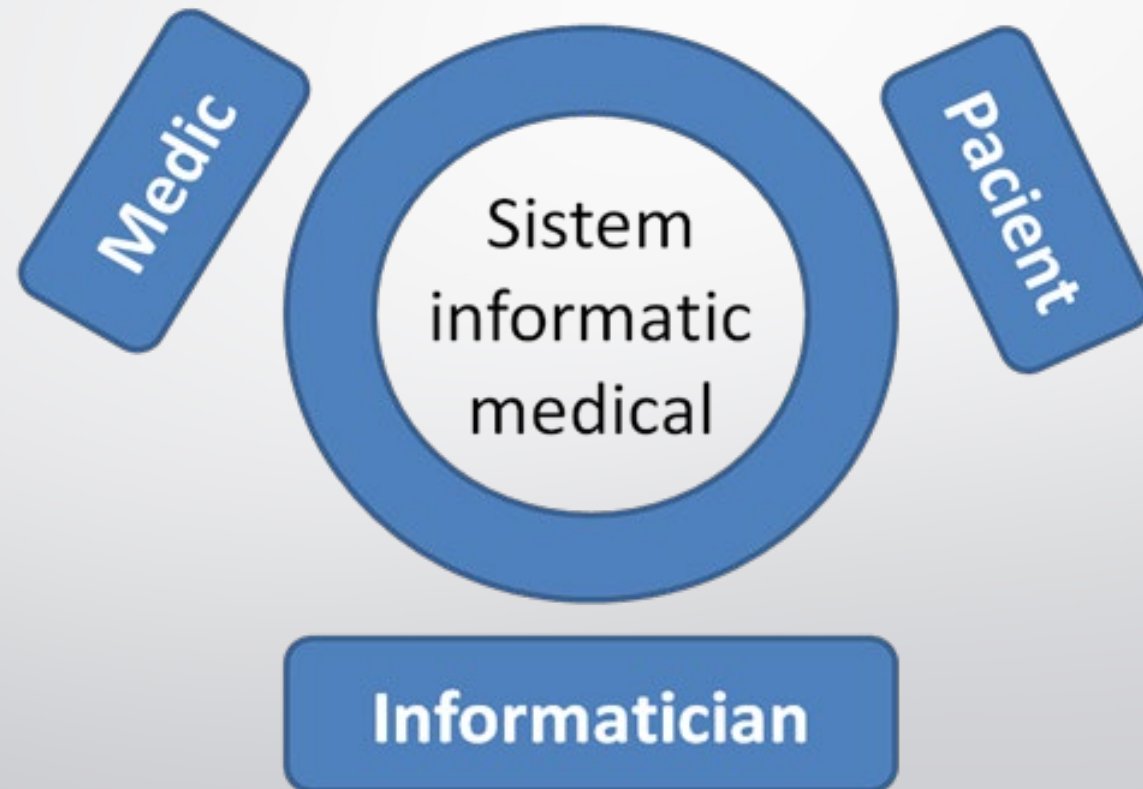 Medic
Pacient
Sistem
informatic
medical
Informatician